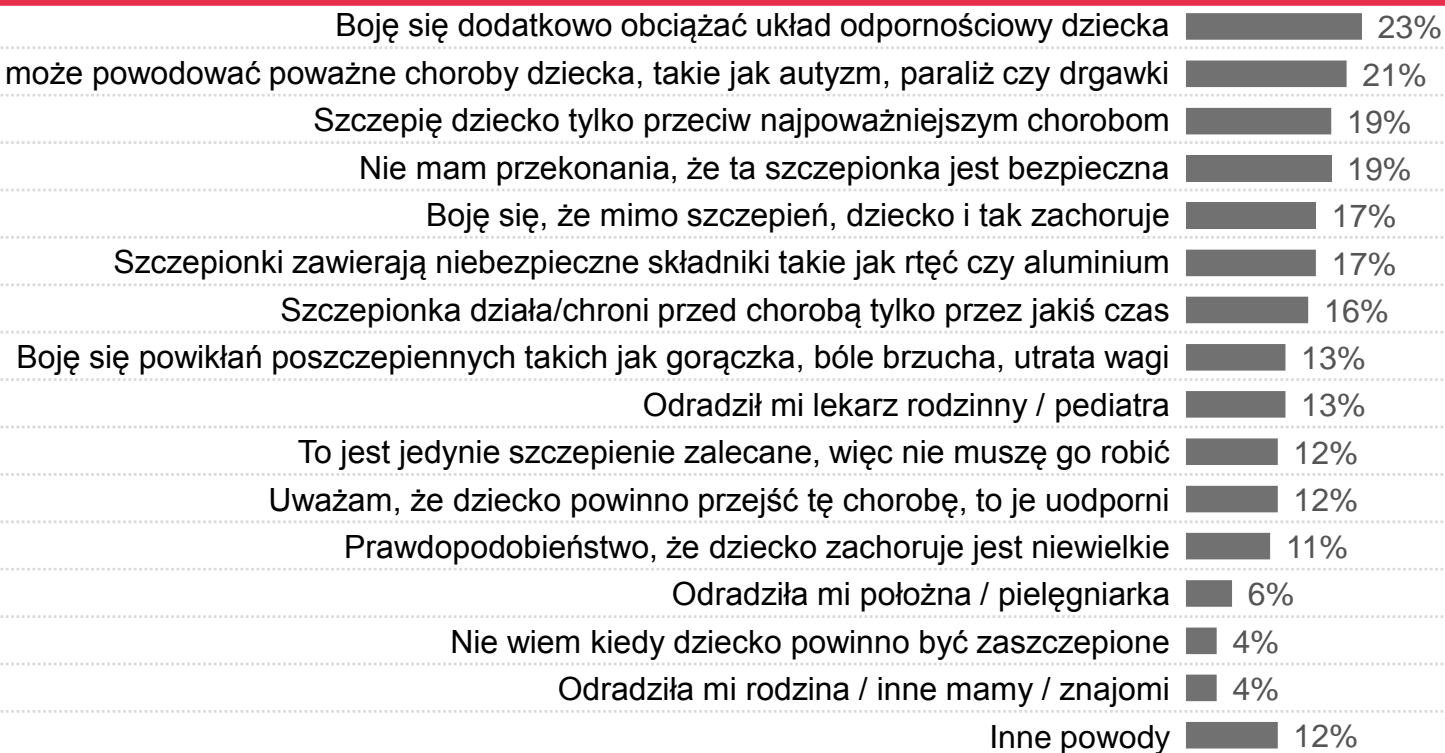 Boję się dodatkowo obciążać układ odpornościowy dziecka 23%
może powodować poważne choroby dziecka, takie jak autyzm, paraliż czy drgawki 21%
Szczepię dziecko tylko przeciw najpoważniejszym chorobom 19%
Nie mam przekonania, że ta szczepionka jest bezpieczna 19%
Boję się, że mimo szczepień, dziecko i tak zachoruje 17%
Szczepionki zawierają niebezpieczne składniki takie jak rtęć czy aluminium 17%
Szczepionka działa/chroni przed chorobą tylko przez jakiś czas 16%
Boję się powikłań poszczepiennych takich jak gorączka, bóle brzucha, utrata wagi 13%
Odradził mi lekarz rodzinny / pediatra 13%
To jest jedynie szczepienie zalecane, więc nie muszę go robić 12%
Uważam, że dziecko powinno przejść tę chorobę, to je uodporni 12%
Prawdopodobieństwo, że dziecko zachoruje jest niewielkie 11%
Odradziła mi położna / pielęgniarka 6%
Nie wiem kiedy dziecko powinno być zaszczepione 4%
Odradziła mi rodzina / inne mamy / znajomi 4%
Inne powody 12%